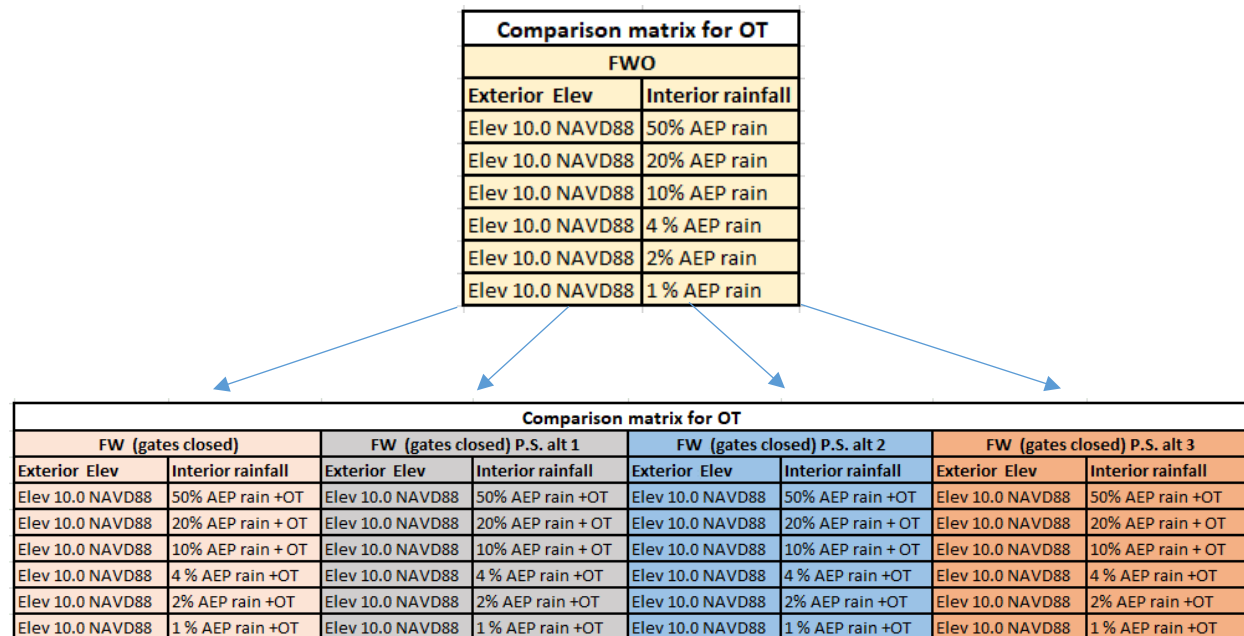 Comparison matrix for OT
FWO
Exterior Elev Interior rainfall
Elev 10.0 NAVD88 50% AEP rain
Elev 10.0 NAVD88 20% AEP rain
Elev 10.0 NAVD88 10% AEP rain
Elev 10.0 NAVD88 4 % AEP rain
Elev 10.0 NAVD88 2% AEP rain
Elev 10.0 NAVD88 1 % AEP rain
Comparison matrix for OT
FW (gates closed) FW (gates closed) P.S. alt 1 FW (gates closed) P.S. alt 2 FW (gates closed) P.S. alt 3
Exterior Elev Interior rainfall Exterior Elev Interior rainfall Exterior Elev Interior rainfall Exterior Elev Interior rainfall
Elev 10.0 NAVD88 50% AEP rain +OT Elev 10.0 NAVD88 50% AEP rain +OT Elev 10.0 NAVD88 50% AEP rain +OT Elev 10.0 NAVD88 50% AEP rain +OT
Elev 10.0 NAVD88 20% AEP rain + OT Elev 10.0 NAVD88 20% AEP rain + OT Elev 10.0 NAVD88 20% AEP rain + OT Elev 10.0 NAVD88 20% AEP rain + OT
Elev 10.0 NAVD88 10% AEP rain + OT Elev 10.0 NAVD88 10% AEP rain + OT Elev 10.0 NAVD88 10% AEP rain + OT Elev 10.0 NAVD88 10% AEP rain + OT
Elev 10.0 NAVD88 4 % AEP rain +OT Elev 10.0 NAVD88 4 % AEP rain +OT Elev 10.0 NAVD88 4 % AEP rain +OT Elev 10.0 NAVD88 4 % AEP rain +OT
Elev 10.0 NAVD88 2% AEP rain +OT Elev 10.0 NAVD88 2% AEP rain +OT Elev 10.0 NAVD88 2% AEP rain +OT Elev 10.0 NAVD88 2% AEP rain +OT
Elev 10.0 NAVD88 1 % AEP rain +OT Elev 10.0 NAVD88 1 % AEP rain +OT Elev 10.0 NAVD88 1 % AEP rain +OT Elev 10.0 NAVD88 1 % AEP rain +OT